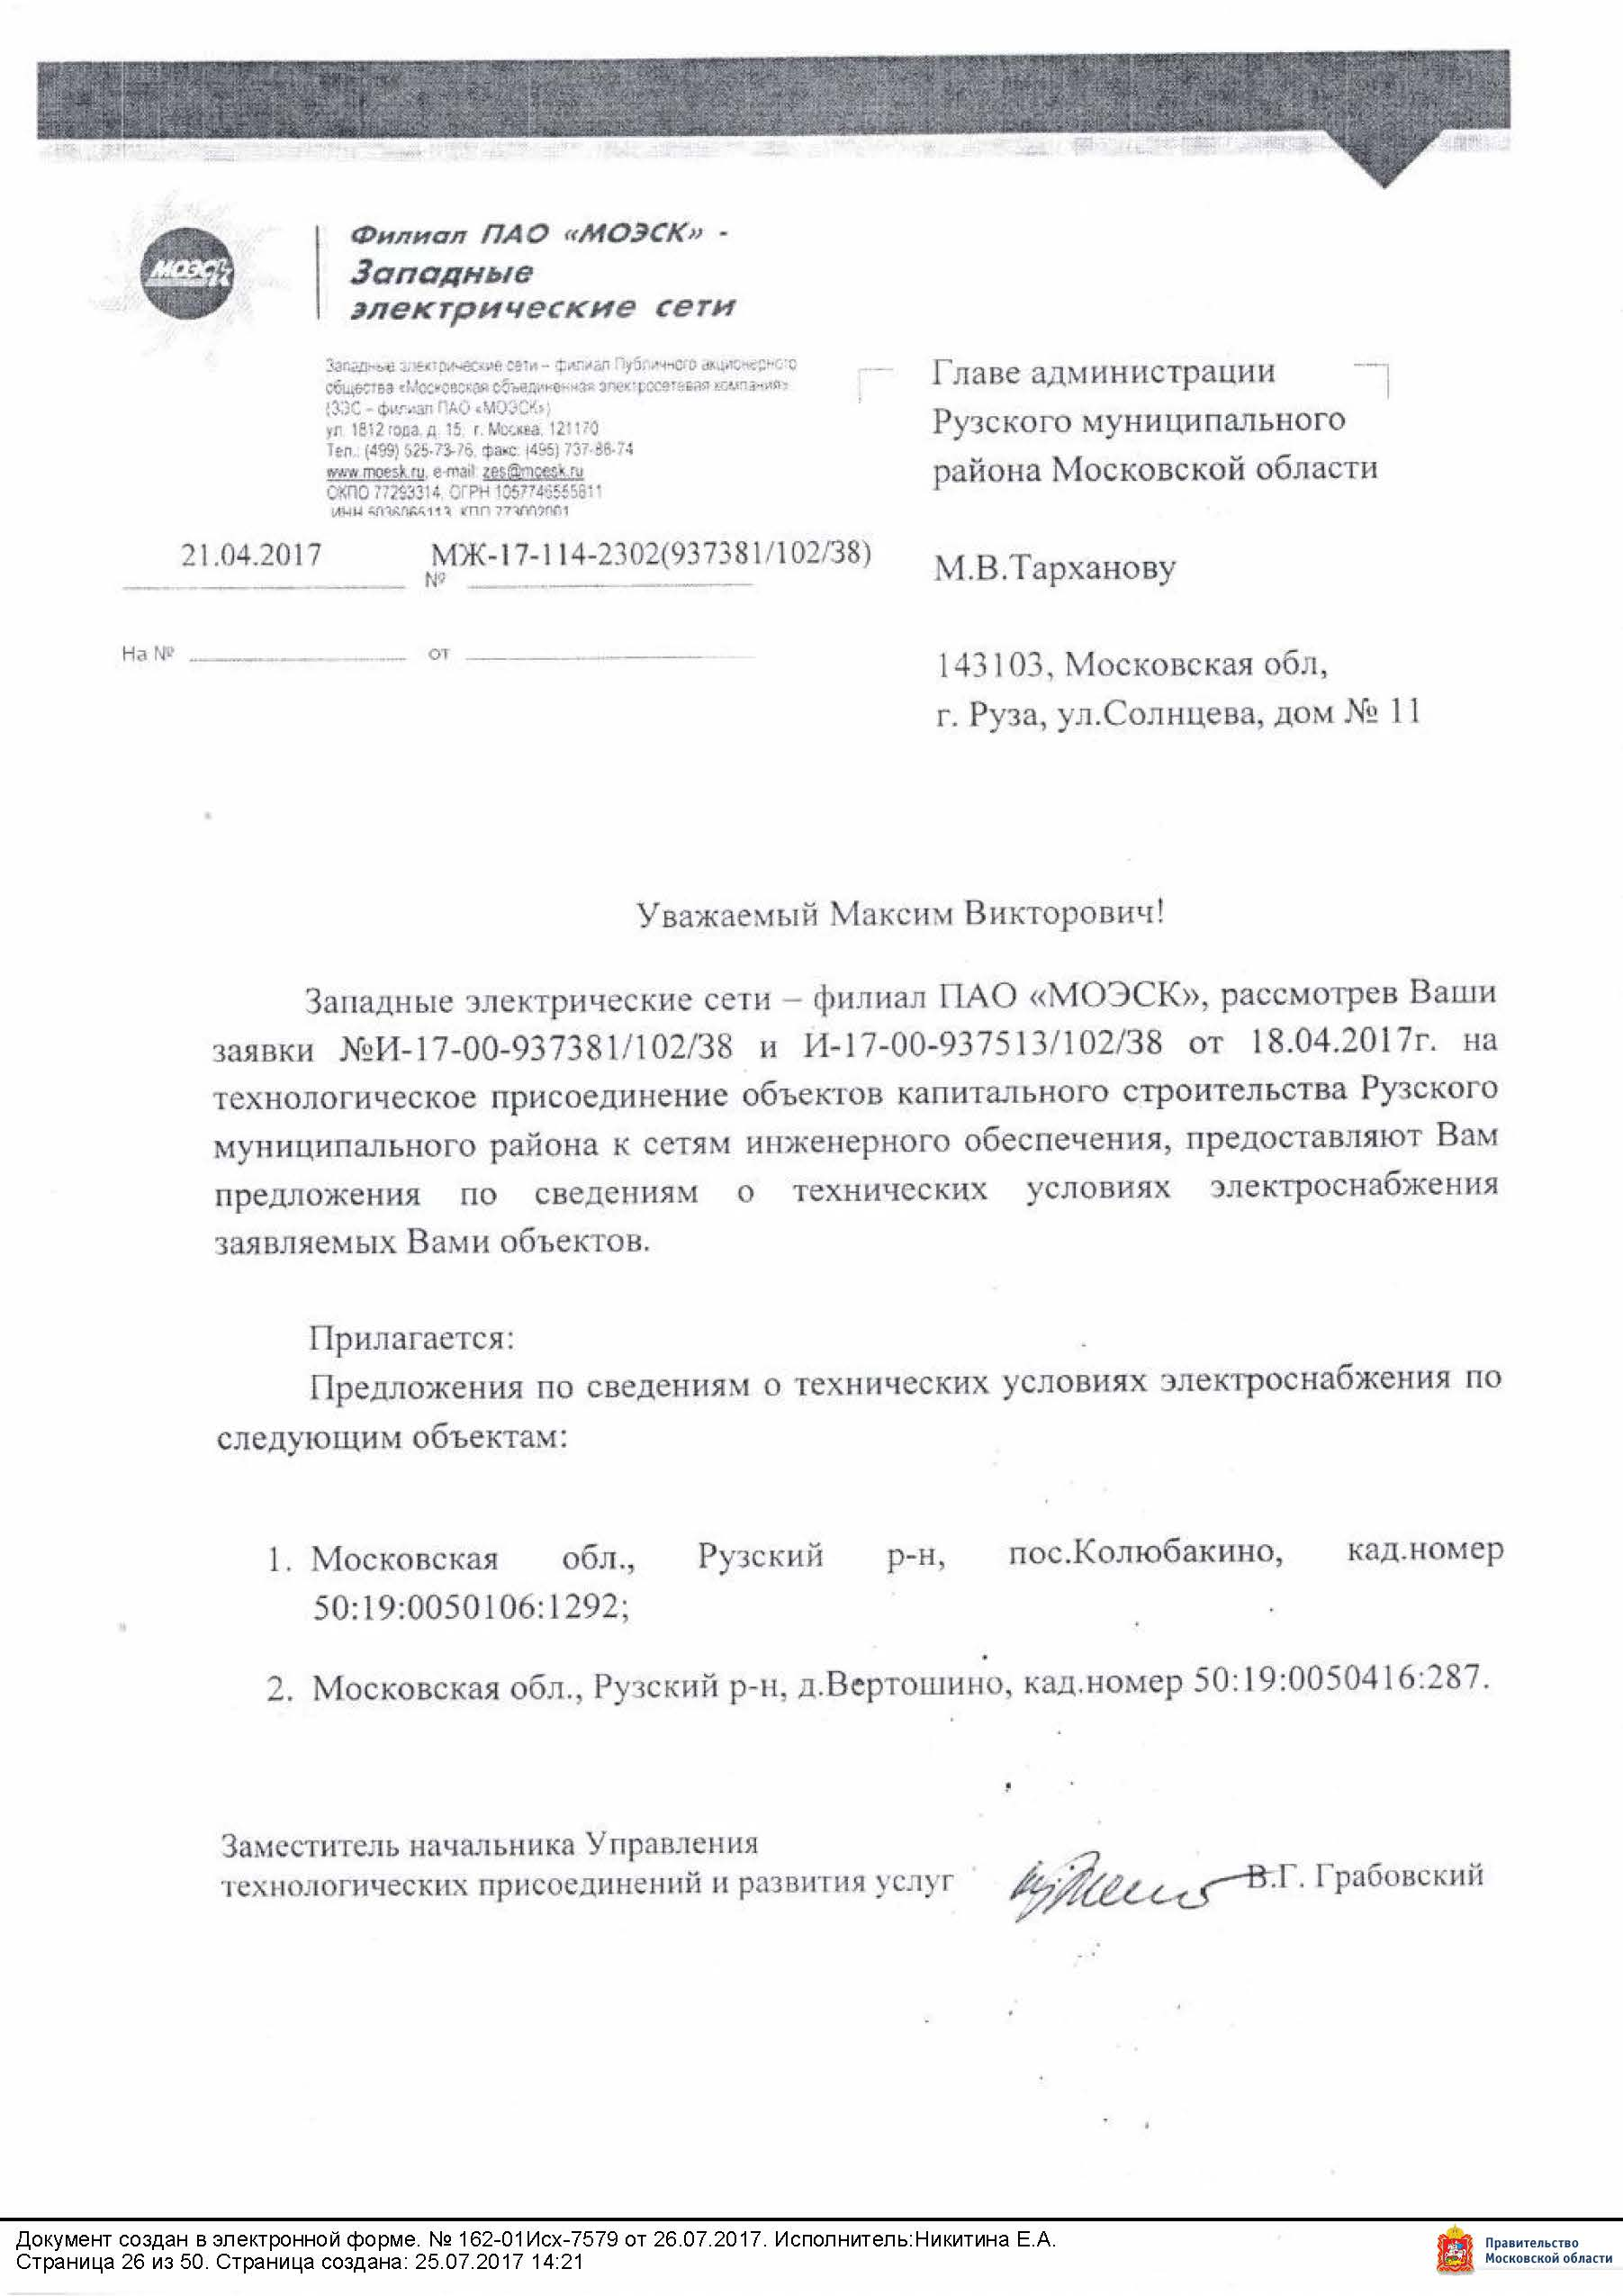 МОЭСК
Филиал ПАО «МОЭСК» -
Западные
электрические сети
Западные электрические сети – филиал Публичного акционерного
общества «Московская объединенная электросетевая компания»
(ЗЭС – филиал ПАО «МОЭСК»)
ул. 1812 года, д. 15, г. Москва, 121170
Тел.: (499) 525-73-76, факс: (495) 737-86-74
www.moesk.ru, e-mail: zes@moesk.ru
ОКПО 77293314, ОГРН 1057746555811
ИНН 5036065113, КПП 773002001
21.04.2017 МЖ-17-114-2302(937381/102/38)
№
На № от
Главе администрации
Рузского муниципального
района Московской области
М.В.Тарханову
143103, Московская обл,
г. Руза, ул.Солнцева, дом № 11
Уважаемый Максим Викторович!
Западные электрические сети – филиал ПАО «МОЭСК», рассмотрев Ваши
заявки №И-17-00-937381/102/38 и И-17-00-937513/102/38 от 18.04.2017г. на
технологическое присоединение объектов капитального строительства Рузского
муниципального района к сетям инженерного обеспечения, предоставляют Вам
предложения по сведениям о технических условиях электроснабжения
заявляемых Вами объектов.
Прилагается:
Предложения по сведениям о технических условиях электроснабжения по
следующим объектам:
1. Московская обл., Рузский р-н, пос.Колюбакино, кад.номер
50:19:0050106:1292;
2. Московская обл., Рузский р-н, д.Вертошино, кад.номер 50:19:0050416:287.
Заместитель начальника Управления
технологических присоединений и развития услуг В.Г. Грабовский
Документ создан в электронной форме. № 162-01Исх-7579 от 26.07.2017. Исполнитель:Никитина Е.А.
Страница 26 из 50. Страница создана: 25.07.2017 14:21
Правительство
Московской области